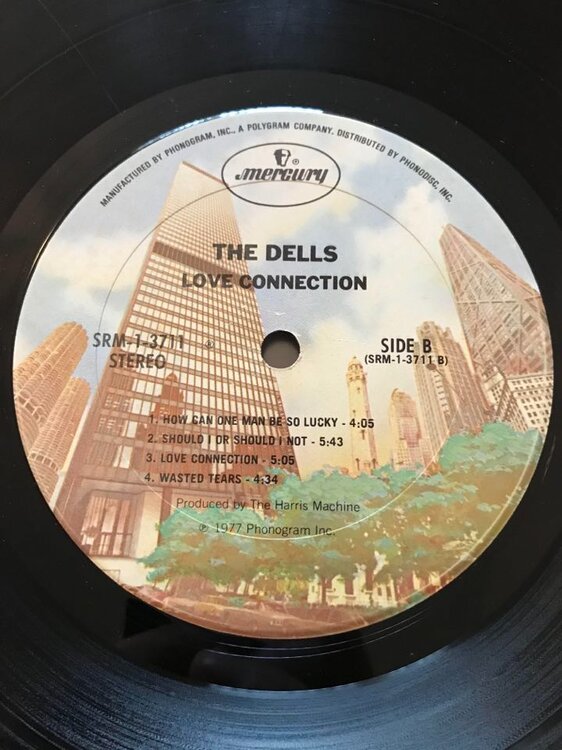 MANUFACTURED BY PHONOGRAM, INC., A POLYGRAM COMPANY, DISTRIBUTED BY PHONODISC, INC.
mercury ®
THE DELLS
LOVE CONNECTION
SRM-1-3711
STEREO
SIDE B
(SRM-1-3711 B)
1. HOW CAN ONE MAN BE SO LUCKY - 4:05
2. SHOULD I OR SHOULD I NOT - 5:43
3. LOVE CONNECTION - 5:05
4. WASTED TEARS - 4:34
Produced by The Harris Machine
℗ 1977 Phonogram Inc.